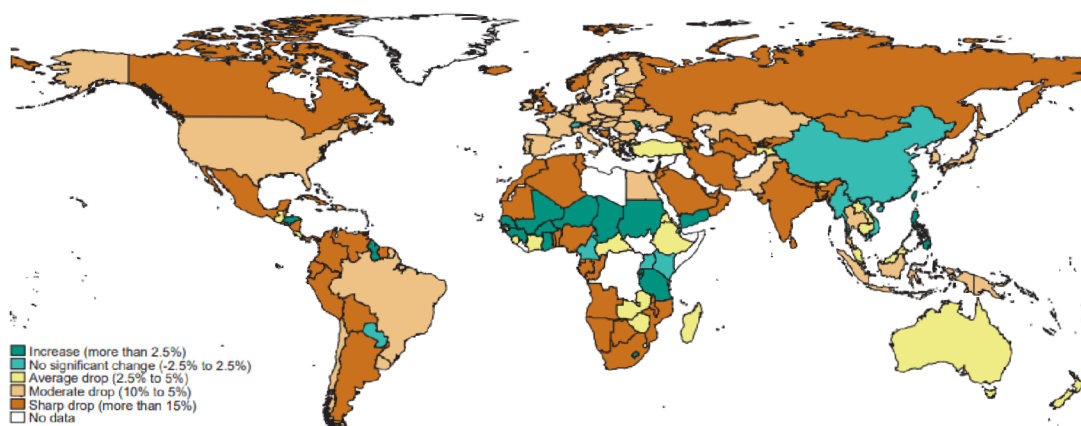 Increase (more than 2.5%)
No significant change (-2.5% to 2.5%)
Average drop (2.5% to 5%)
Moderate drop (10% to 5%)
Sharp drop (more than 15%)
No data